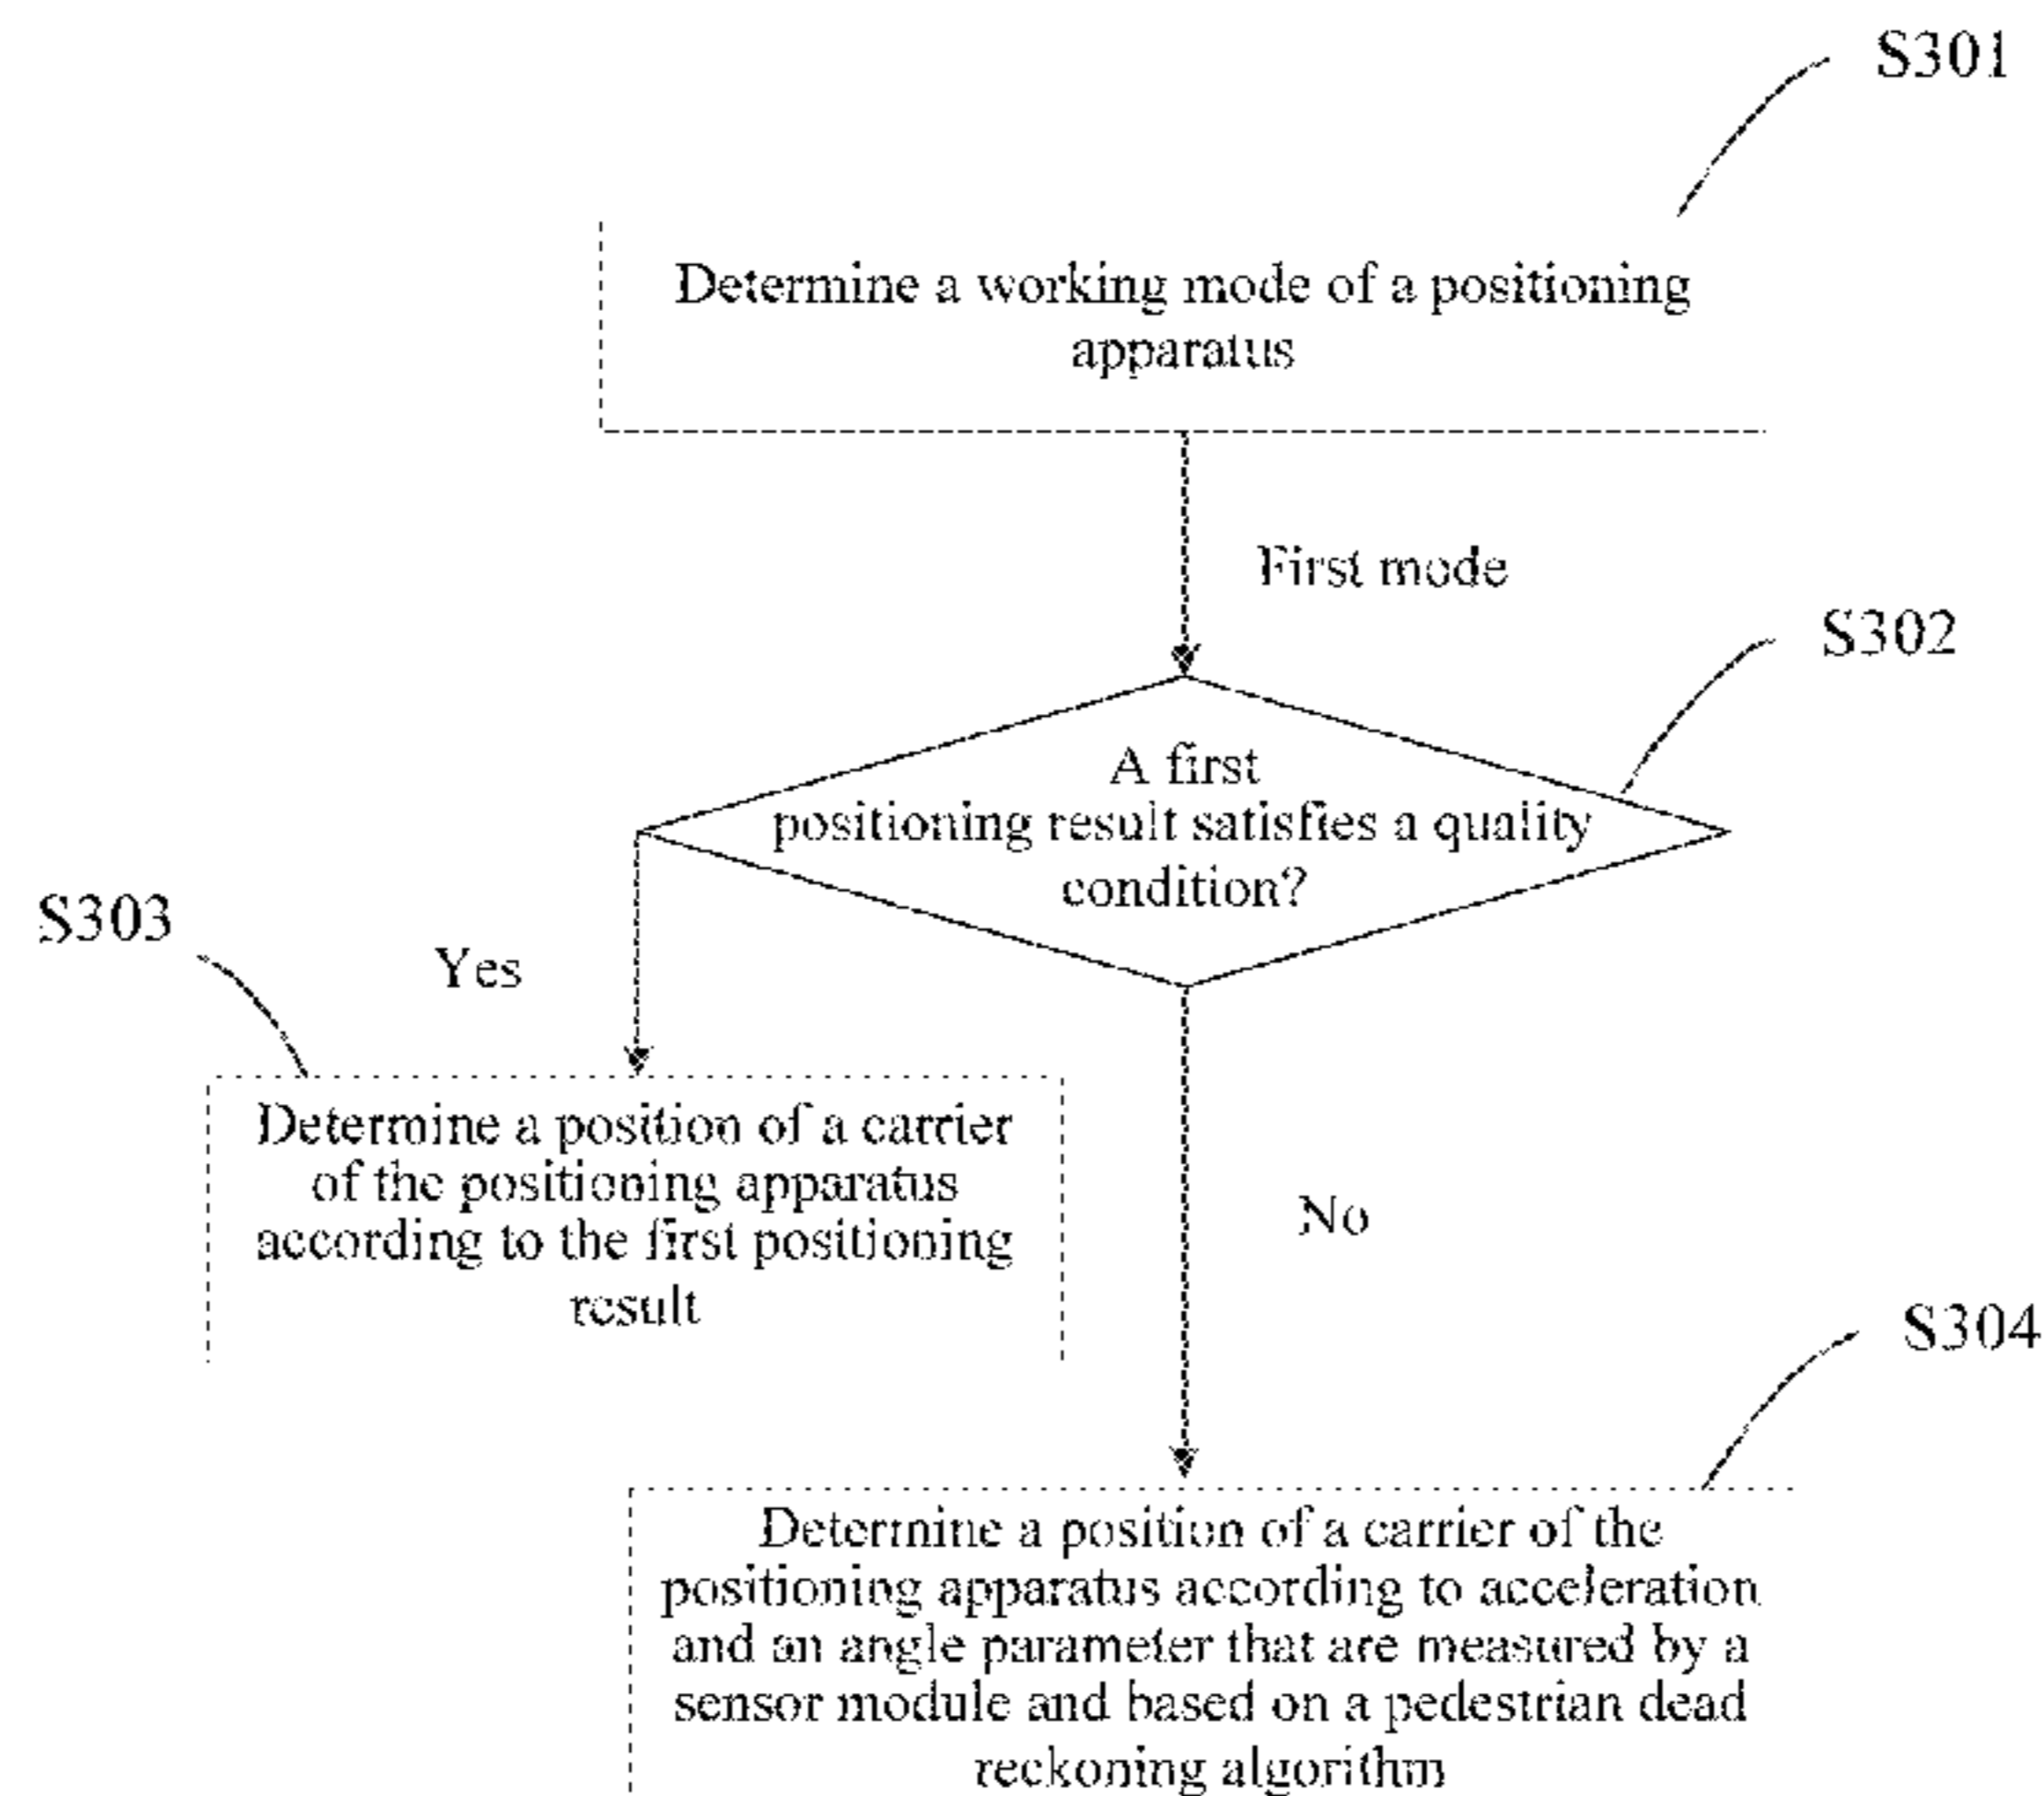 S301
Determine a working mode of a positioning
apparatus
First mode
S302
A first
positioning result satisfies a quality
condition?
S303
Yes
Determine a position of a carrier
of the positioning apparatus
according to the first positioning
result
No
S304
Determine a position of a carrier of the
positioning apparatus according to acceleration
and an angle parameter that are measured by a
sensor module and based on a pedestrian dead
reckoning algorithm